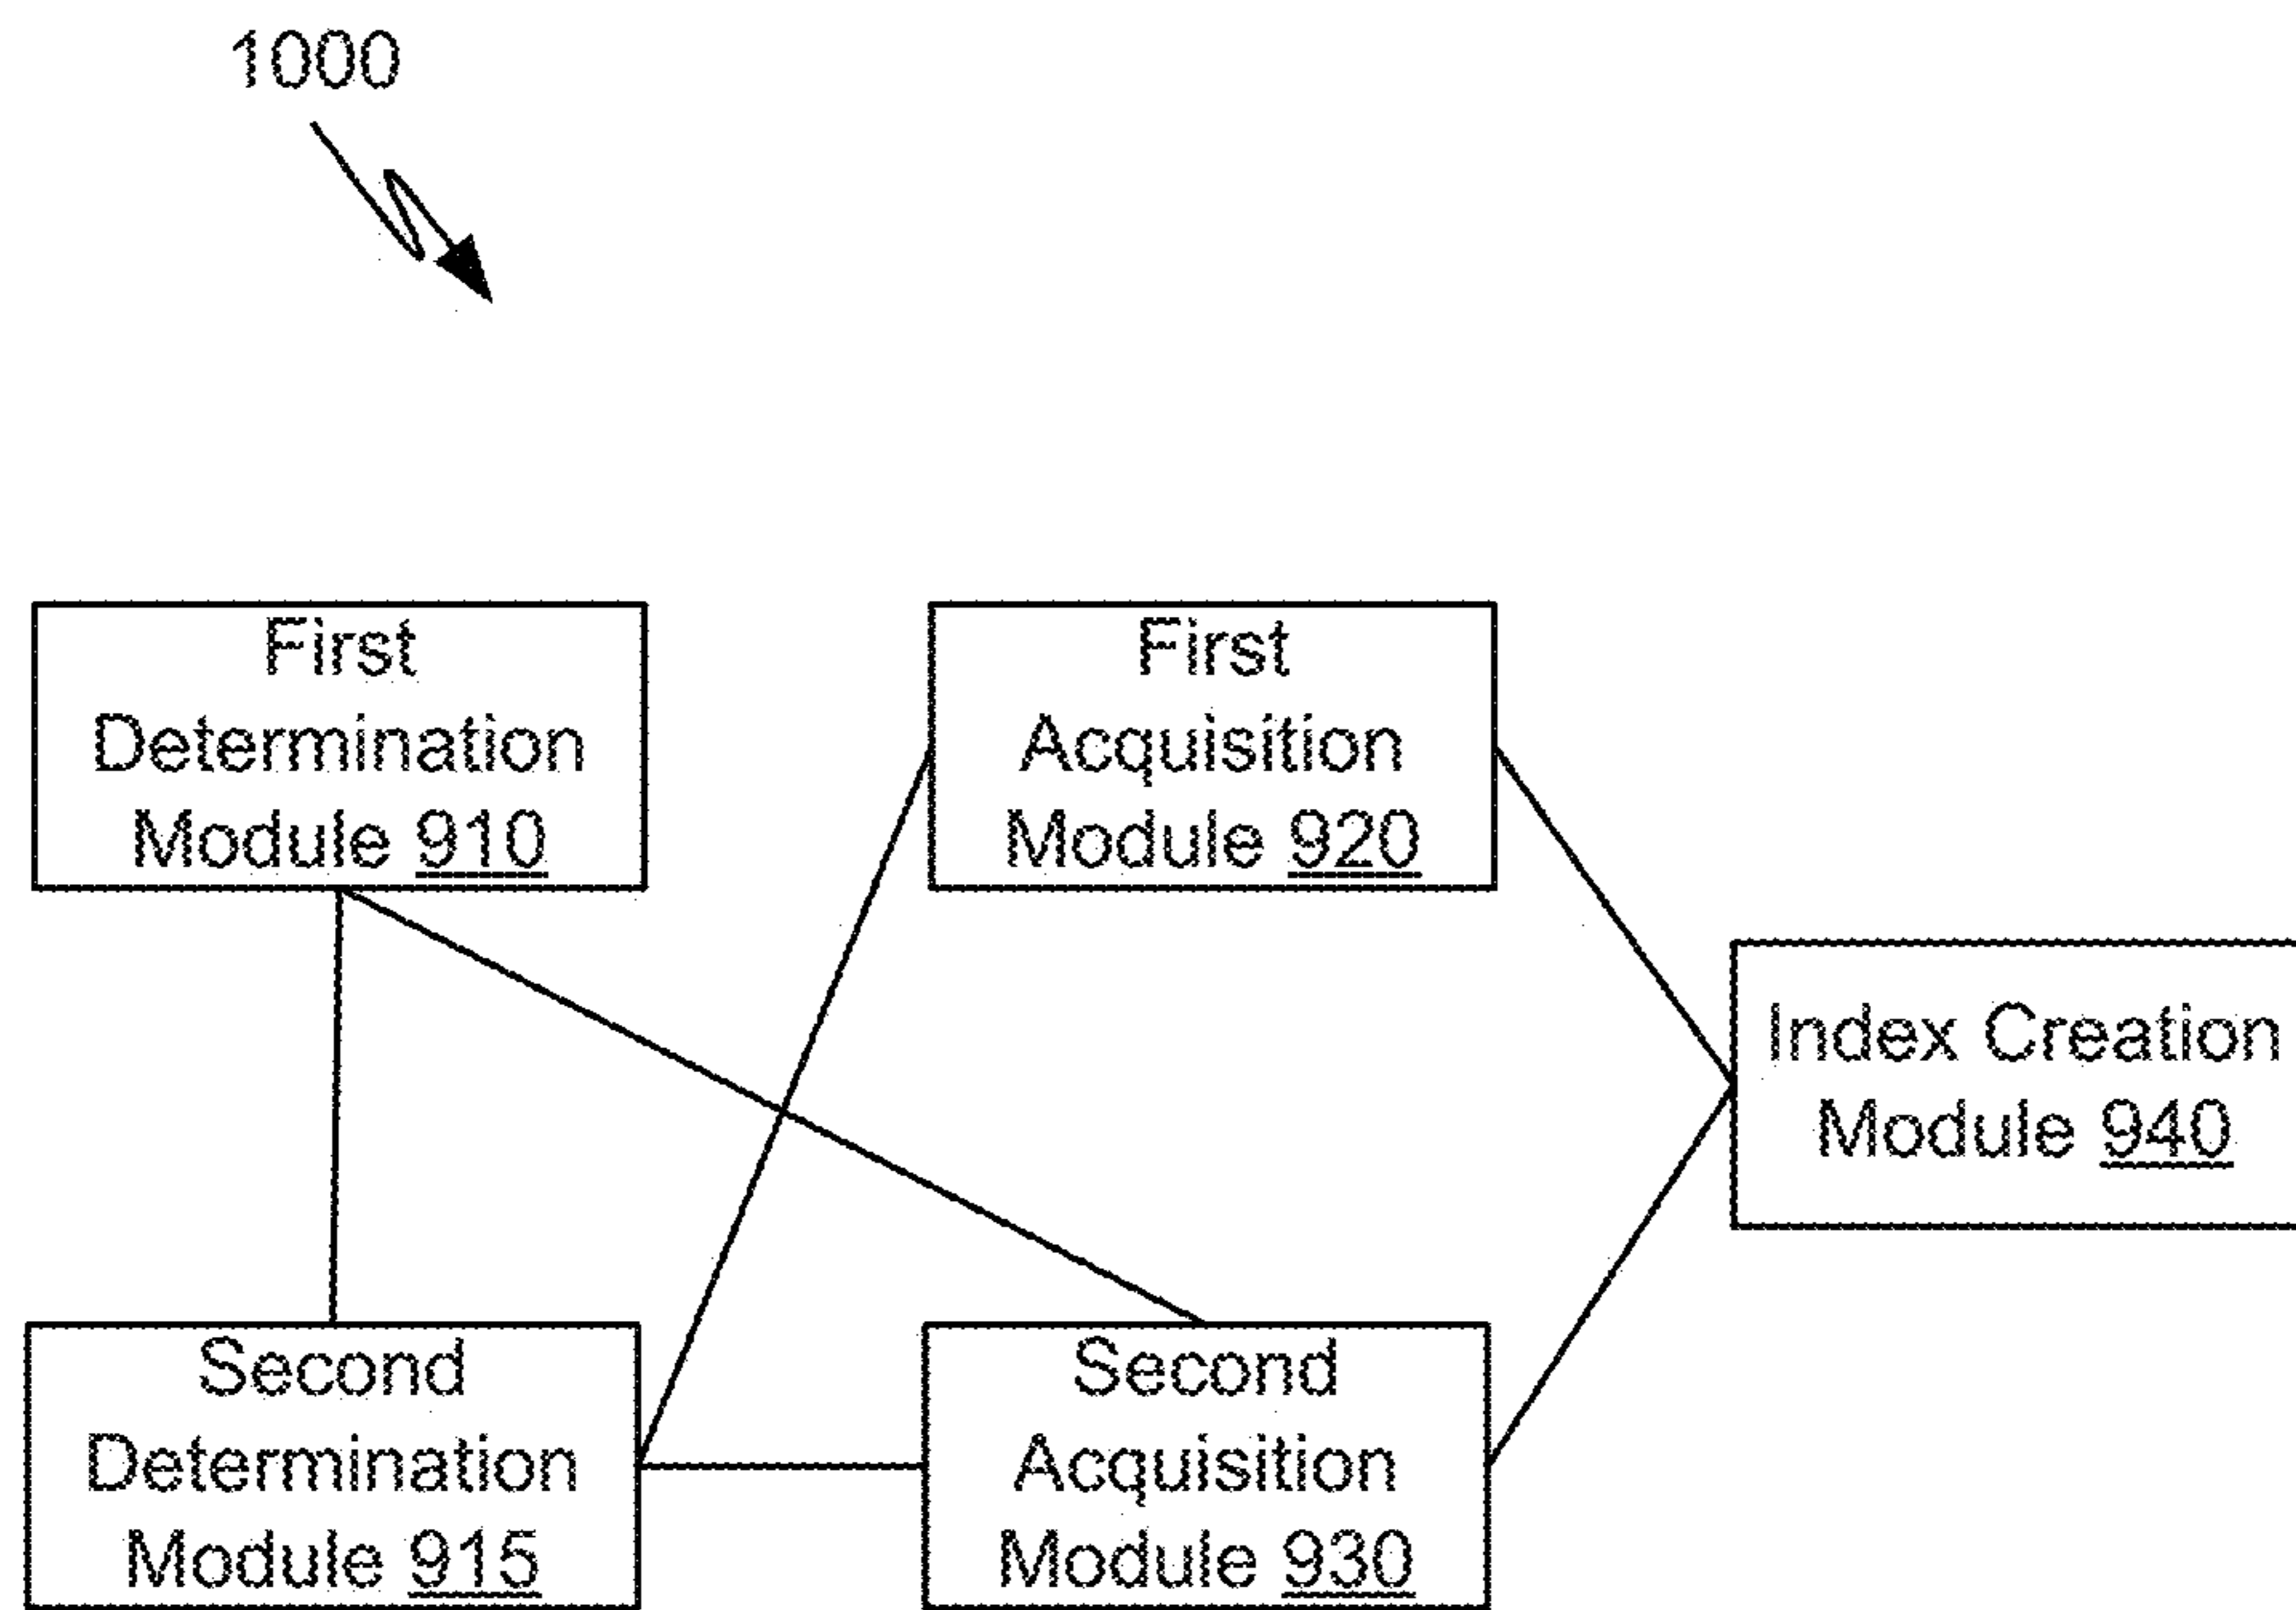 1000
First
Determination
Module 910
First
Acquisition
Module 920
Index Creation
Module 940
Second
Determination
Module 915
Second
Acquisition
Module 930